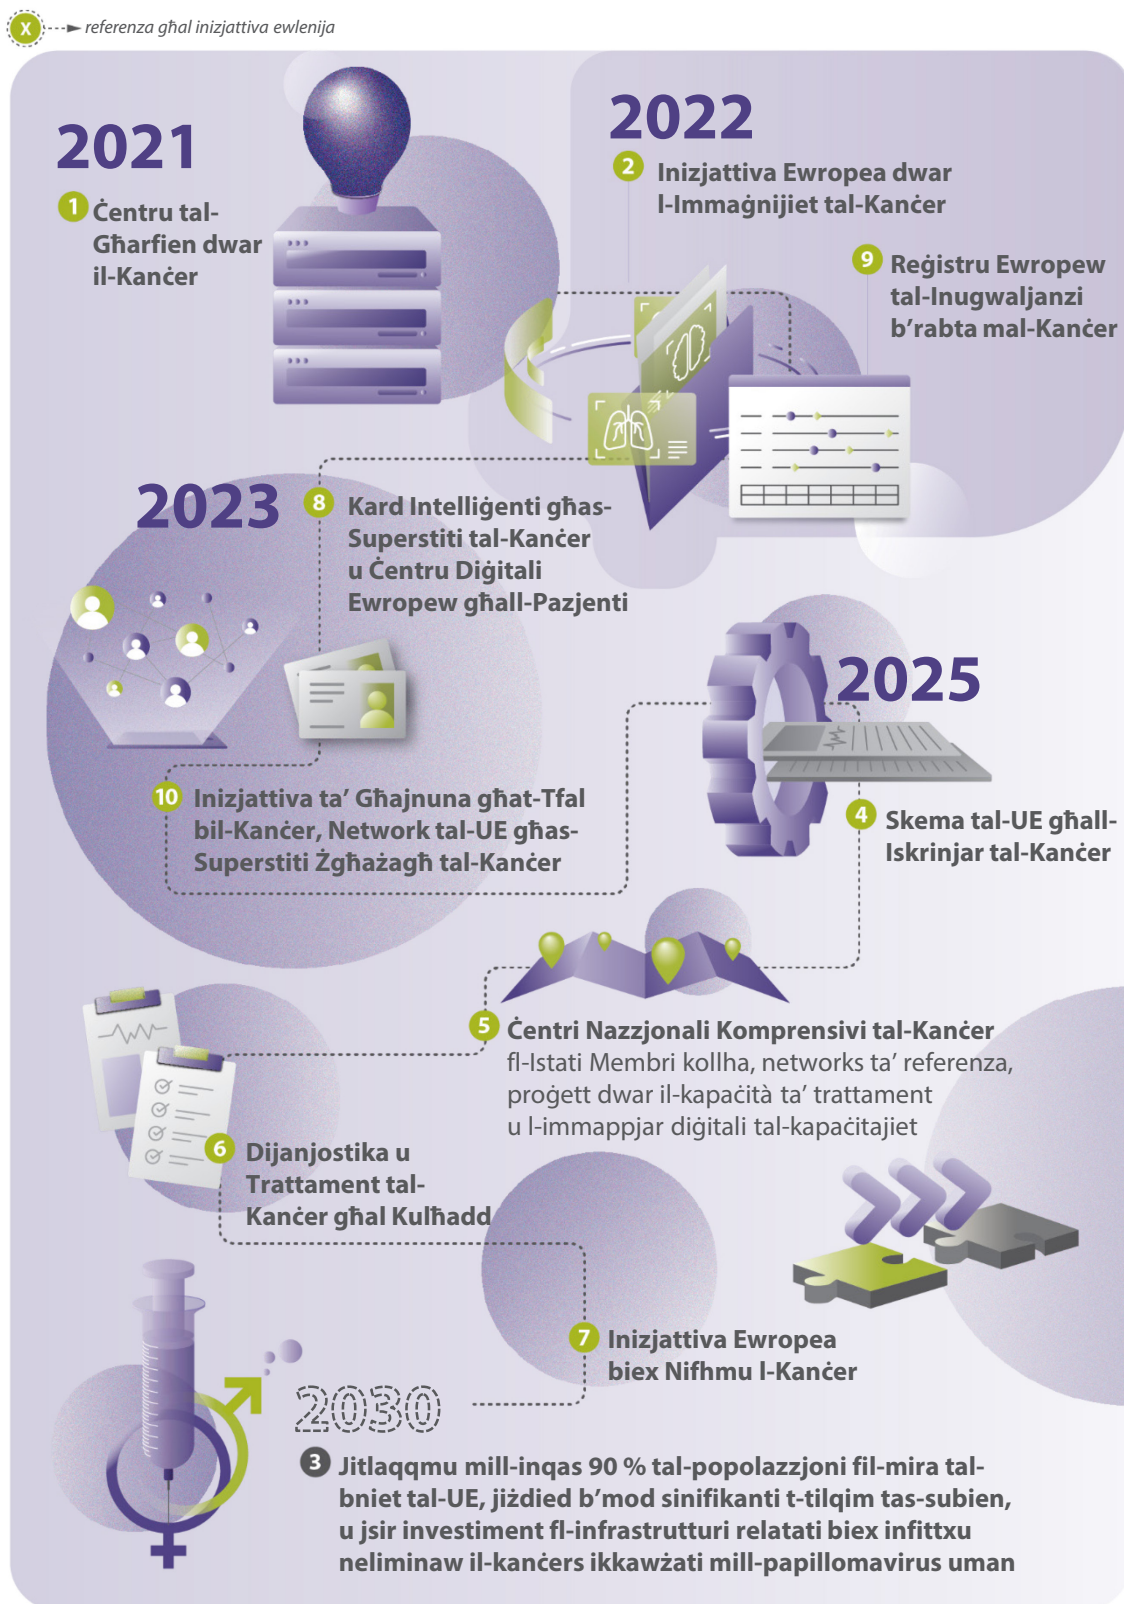 X referenza għal inizjattiva ewlenija
2021
1 Ċentru tal-
Għarfien dwar
il-Kanċer
2022
2 Inizjattiva Ewropea dwar
l-Immaġnijiet tal-Kanċer
9 Reġistru Ewropew
tal-Inugwaljanzi
b’rabta mal-Kanċer
2023
8 Kard Intelliġenti għas-
Superstiti tal-Kanċer
u Ċentru Diġitali
Ewropew għall-Pazjenti
10 Inizjattiva ta’ Għajnuna għat-Tfal
bil-Kanċer, Network tal-UE għas-
Superstiti Żgħażagħ tal-Kanċer
2025
4 Skema tal-UE għall-
Iskrinjar tal-Kanċer
5 Ċentri Nazzjonali Komprensivi tal-Kanċer
fl-Istati Membri kollha, networks ta’ referenza,
proġett dwar il-kapaċità ta’ trattament
u l-immappjar diġitali tal-kapaċitajiet
6 Dijanjostika u
Trattament tal-
Kanċer għal Kulħadd
7 Inizjattiva Ewropea
biex Nifhmu l-Kanċer
2030
3 Jitlaqqmu mill-inqas 90 % tal-popolazzjoni fil-mira tal-
bniet tal-UE, jiżdied b’mod sinifikanti t-tilqim tas-subien,
u jsir investiment fl-infrastrutturi relatati biex infittxu
neliminaw il-kanċers ikkawżati mill-papillomavirus uman